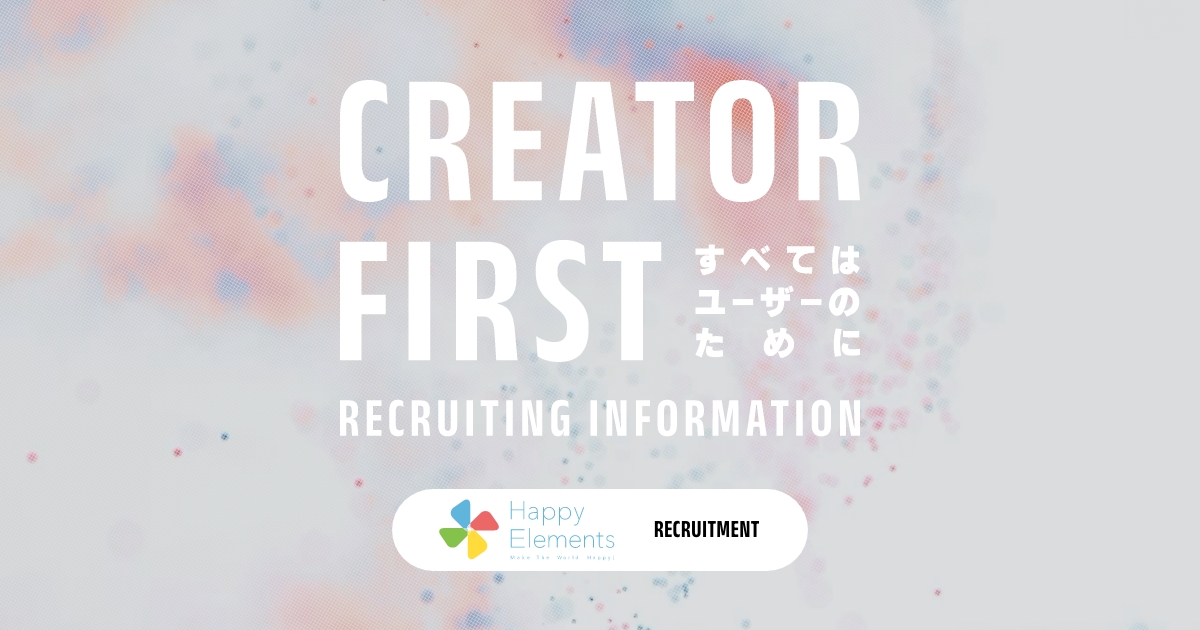 CREATOR
FIRST
すべては
ユーザーの
ために
RECRUITING INFORMATION
Happy
Elements
Make The World Happy!
RECRUITMENT